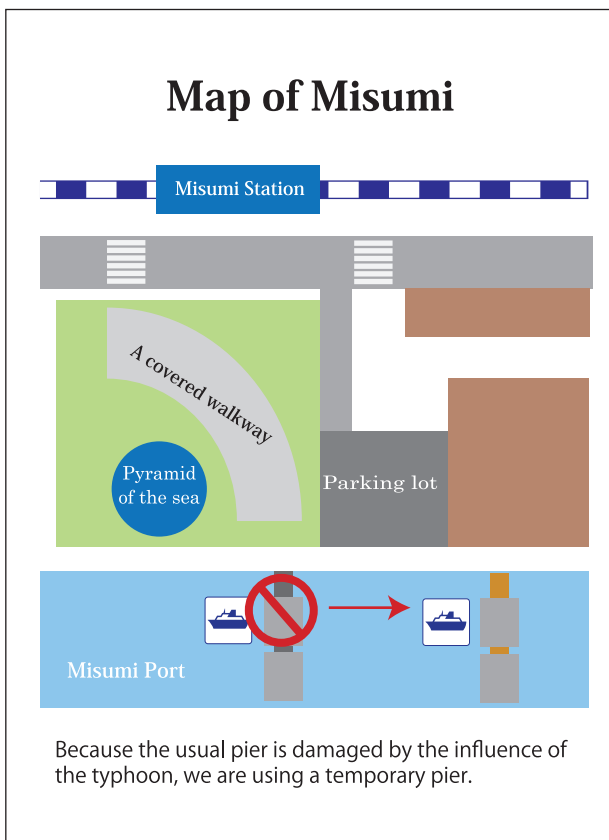 Map of Misumi
Misumi Station
A covered walkway
Pyramid
of the sea
Parking lot
Misumi Port
Because the usual pier is damaged by the influence of
the typhoon, we are using a temporary pier.